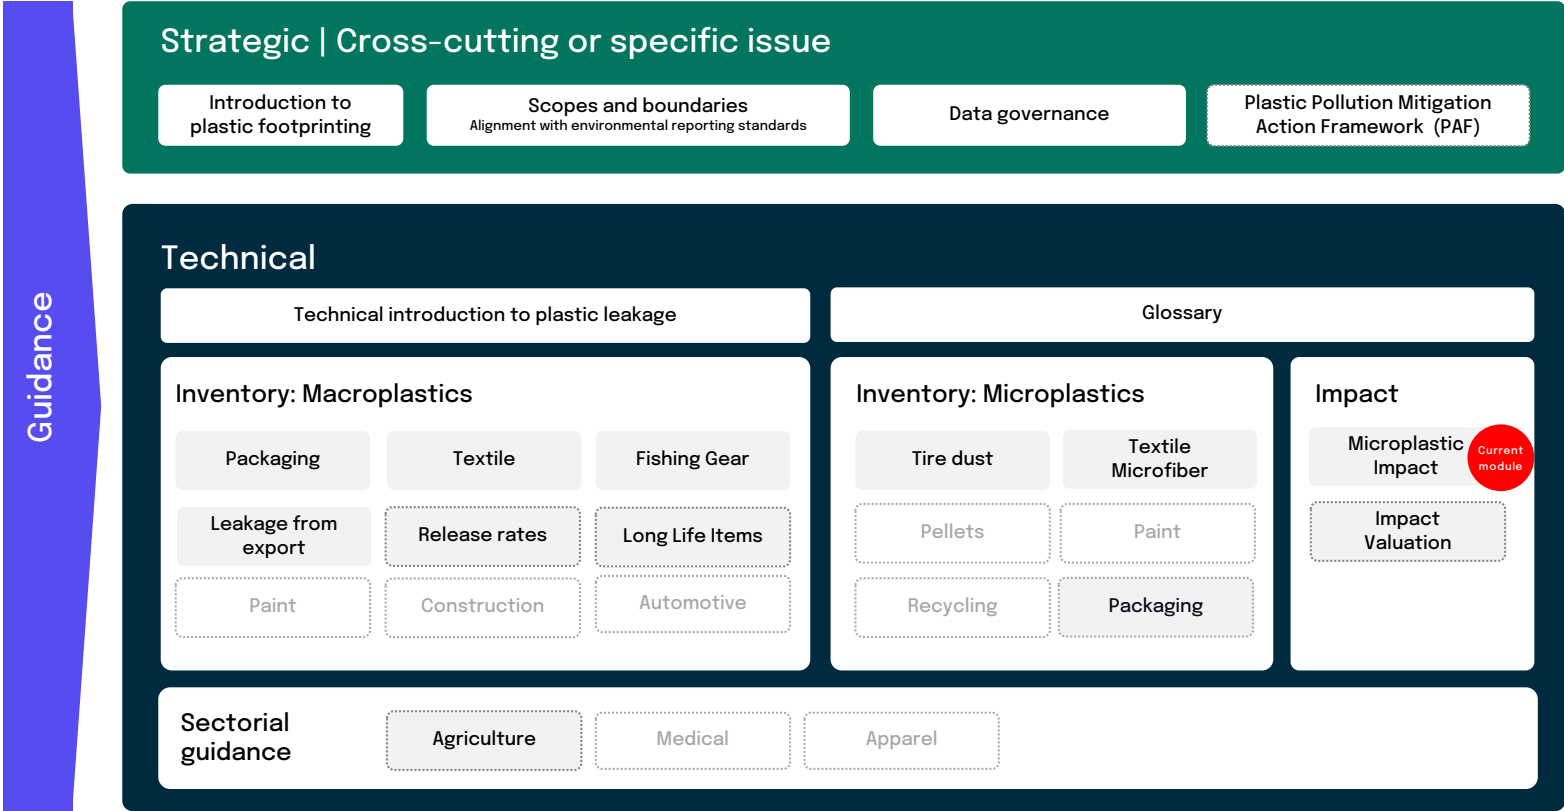 Guidance
Strategic | Cross-cutting or specific issue
Introduction to
plastic footprinting
Scopes and boundaries
Alignment with environmental reporting standards
Data governance
Plastic Pollution Mitigation
Action Framework (PAF)
Technical
Technical introduction to plastic leakage
Glossary
Inventory: Macroplastics
Packaging
Textile
Fishing Gear
Leakage from
export
Release rates
Long Life Items
Paint
Construction
Automotive
Inventory: Microplastics
Tire dust
Textile
Microfiber
Pellets
Paint
Recycling
Packaging
Impact
Microplastic
Impact
Current
module
Impact
Valuation
Sectorial
guidance
Agriculture
Medical
Apparel